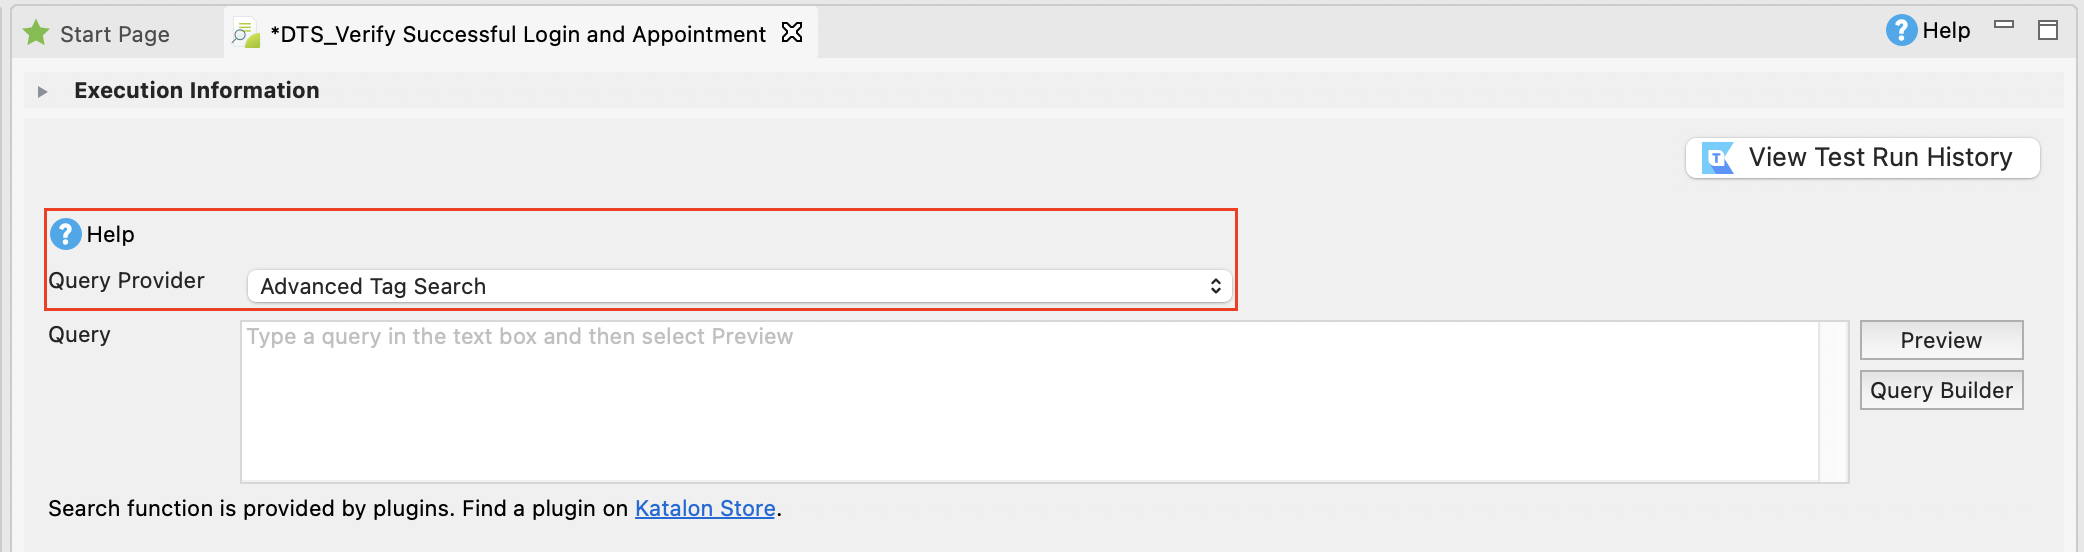 Start Page
*DTS_Verify Successful Login and Appointment
Help
Execution Information
View Test Run History
Help
Query Provider
Advanced Tag Search
Query
Type a query in the text box and then select Preview
Preview
Query Builder
Search function is provided by plugins. Find a plugin on Katalon Store.